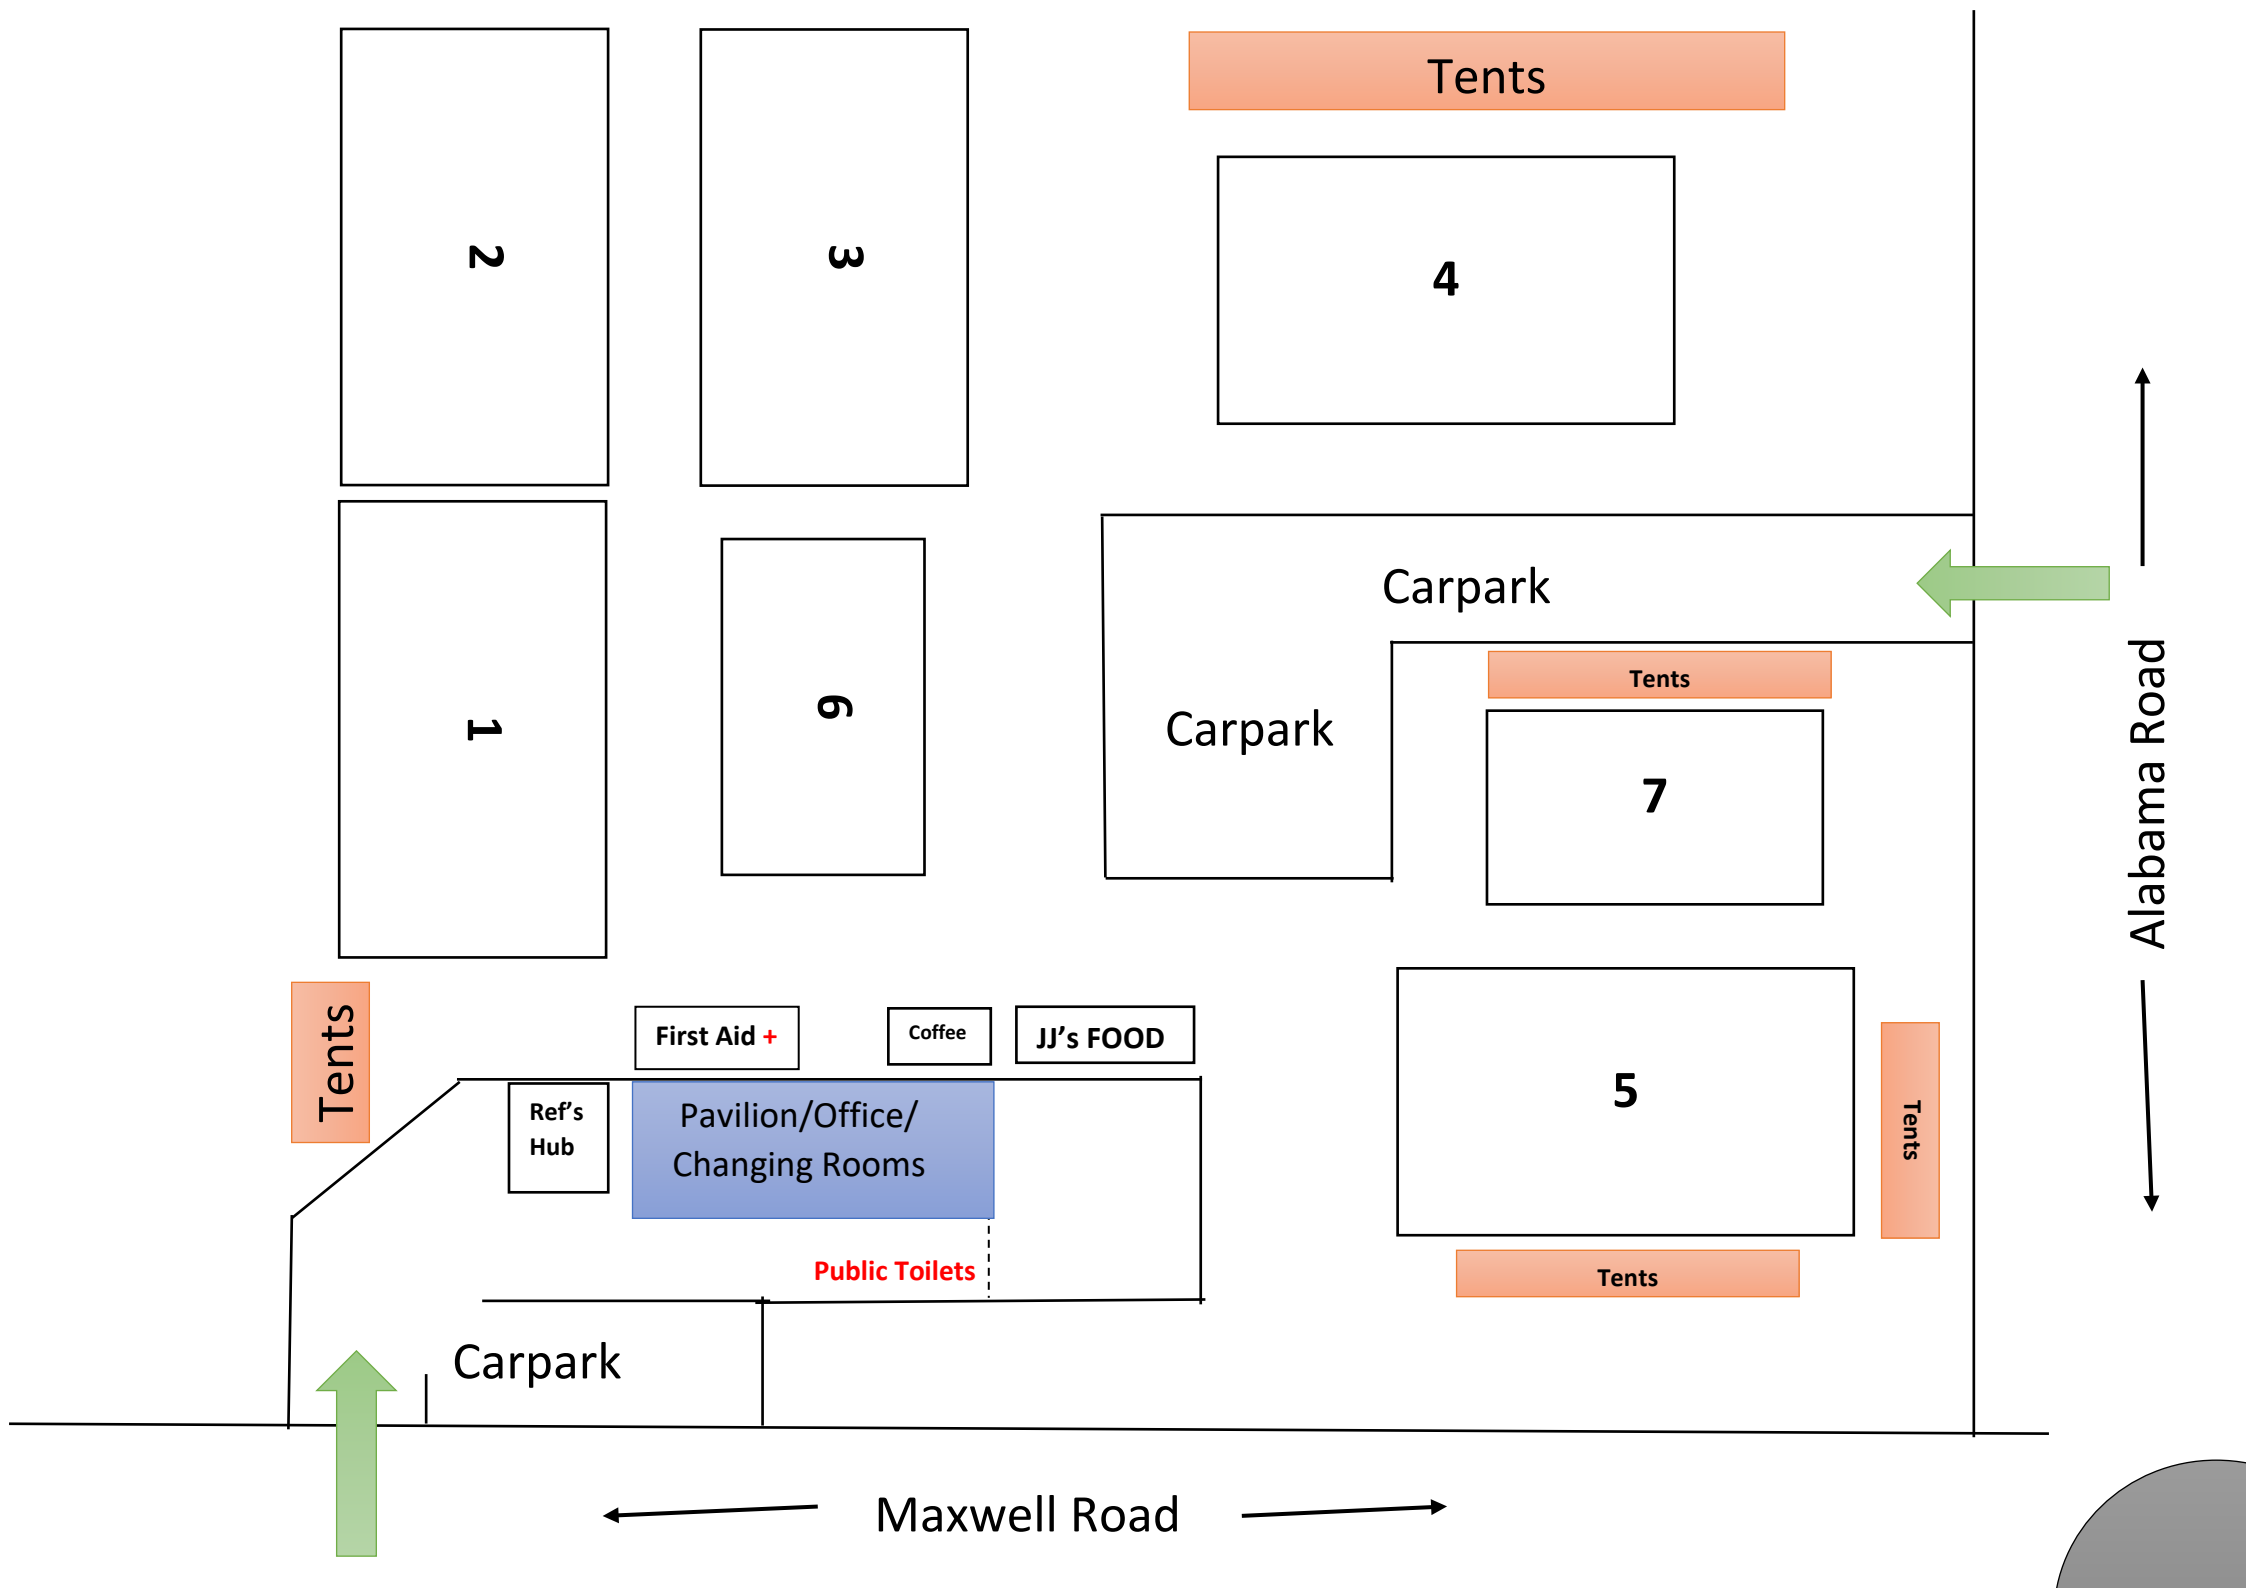 Tents
2
3
4
Carpark
Tents
Carpark
6
1
7
Alabama Road
Tents
First Aid +
Coffee
JJ's FOOD
5
Tents
Ref's
Hub
Pavilion/Office/
Changing Rooms
Public Toilets
Tents
Carpark
Maxwell Road